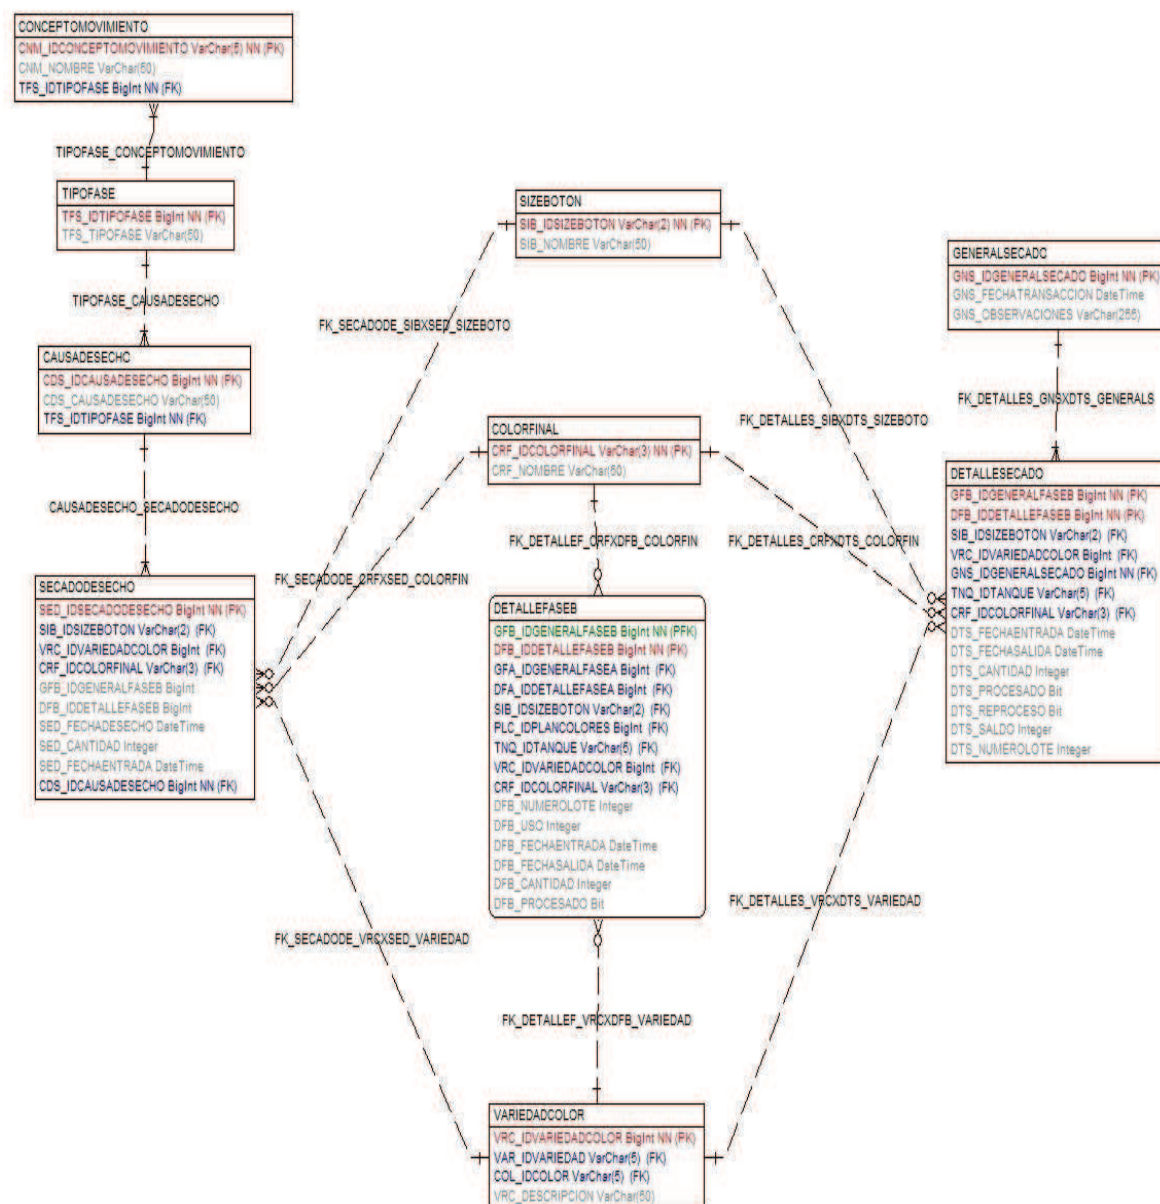 CONCEPTOMOVIMIENTO
CNM_IDCONCEPTOMOVIMIENTO VarChar(5) NN (PK)
CNM_NOMBRE VarChar(50)
TFS_IDTIPOFASE BigInt NN (FK)
TIPOFASE_CONCEPTOMOVIMIENTO
TIPOFASE
TFS_IDTIPOFASE BigInt NN (PK)
TFS_TIPOFASE VarChar(50)
TIPOFASE_CAUSADESECHO
CAUSADESECHO
CDS_IDCAUSADESECHO BigInt NN (PK)
CDS_CAUSADESECHO VarChar(50)
TFS_IDTIPOFASE BigInt NN (FK)
CAUSADESECHO_SECADODESECHO
SECADODESECHO
SED_IDSECADODESECHO BigInt NN (PK)
SIB_IDSIZEBOTON VarChar(2) (FK)
VRC_IDVARIEDADCOLOR BigInt (FK)
CRF_IDCOLORFINAL VarChar(3) (FK)
GFB_IDGENERALFASEB BigInt
DFB_IDDETALLEFASEB BigInt
SED_FECHADESECHO DateTime
SED_CANTIDAD Integer
SED_FECHAENTRADA DateTime
CDS_IDCAUSADESECHO BigInt NN (FK)
SIZEBOTON
SIB_IDSIZEBOTON VarChar(2) NN (PK)
SIB_NOMBRE VarChar(50)
FK_SECADODE_SIBXSED_SIZEBOTO
COLORFINAL
CRF_IDCOLORFINAL VarChar(3) NN (PK)
CRF_NOMBRE VarChar(60)
FK_DETALLEF_CRFXDFB_COLORFIN
FK_SECADODE_CRFXSED_COLORFIN
DETALLEFASEB
GFB_IDGENERALFASEB BigInt NN (PFK)
DFB_IDDETALLEFASEB BigInt NN (PK)
GFA_IDGENERALFASEA BigInt (FK)
DFA_IDDETALLEFASEA BigInt (FK)
SIB_IDSIZEBOTON VarChar(2) (FK)
PLC_IDPLANCOLORES BigInt (FK)
TNQ_IDTANQUE VarChar(5) (FK)
VRC_IDVARIEDADCOLOR BigInt (FK)
CRF_IDCOLORFINAL VarChar(3) (FK)
DFB_NUMEROLOTE Integer
DFB_USO Integer
DFB_FECHAENTRADA DateTime
DFB_FECHASALIDA DateTime
DFB_CANTIDAD Integer
DFB_PROCESADO Bit
FK_SECADODE_VRCXSED_VARIEDAD
FK_DETALLEF_VRCXDFB_VARIEDAD
VARIEDADCOLOR
VRC_IDVARIEDADCOLOR BigInt NN (PK)
VAR_IDVARIEDAD VarChar(5) (FK)
COL_IDCOLOR VarChar(5) (FK)
VRC_DESCRIPCION VarChar(60)
GENERALSECADO
GNS_IDGENERALSECADO BigInt NN (PK)
GNS_FECHATRANSACCION DateTime
GNS_OBSERVACIONES VarChar(255)
FK_DETALLES_GNSXDTS_GENERALS
FK_DETALLES_SIBXDTS_SIZEBOTO
FK_DETALLES_CRFXDTS_COLORFIN
DETALLESECADO
GFB_IDGENERALFASEB BigInt NN (PK)
DFB_IDDETALLEFASEB BigInt NN (PK)
SIB_IDSIZEBOTON VarChar(2) (FK)
VRC_IDVARIEDADCOLOR BigInt (FK)
GNS_IDGENERALSECADO BigInt NN (FK)
TNQ_IDTANQUE VarChar(5) (FK)
CRF_IDCOLORFINAL VarChar(3) (FK)
DTS_FECHAENTRADA DateTime
DTS_FECHASALIDA DateTime
DTS_CANTIDAD Integer
DTS_PROCESADO Bit
DTS_REPROCESO Bit
DTS_SALDO Integer
DTS_NUMEROLOTE Integer
FK_DETALLES_VRCXDTS_VARIEDAD